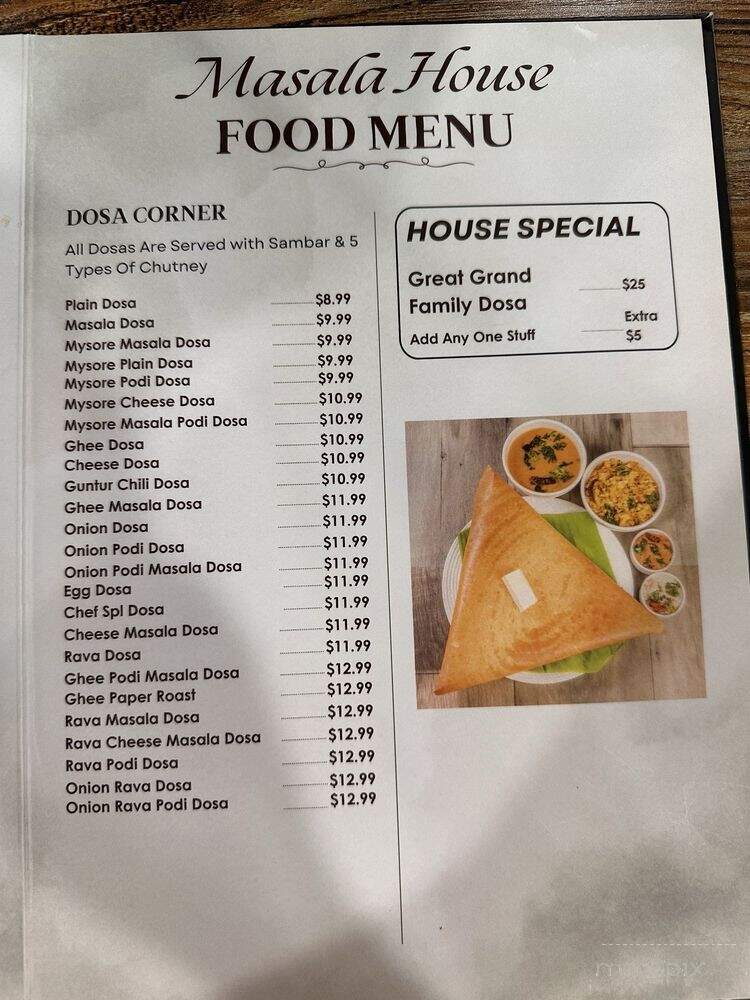 Masala House
FOOD MENU
DOSA CORNER
All Dosas Are Served with Sambar & 5
Types Of Chutney
Plain Dosa $8.99
Masala Dosa $9.99
Mysore Masala Dosa $9.99
Mysore Plain Dosa $9.99
Mysore Podi Dosa $9.99
Mysore Cheese Dosa $10.99
Mysore Masala Podi Dosa $10.99
Ghee Dosa $10.99
Cheese Dosa $10.99
Guntur Chili Dosa $10.99
Ghee Masala Dosa $11.99
Onion Dosa $11.99
Onion Podi Dosa $11.99
Onion Podi Masala Dosa $11.99
Egg Dosa $11.99
Chef Spl Dosa $11.99
Cheese Masala Dosa $11.99
Rava Dosa $11.99
Ghee Podi Masala Dosa $12.99
Ghee Paper Roast $12.99
Rava Masala Dosa $12.99
Rava Cheese Masala Dosa $12.99
Rava Podi Dosa $12.99
Onion Rava Dosa $12.99
Onion Rava Podi Dosa $12.99
HOUSE SPECIAL
Great Grand
Family Dosa $25
Extra
Add Any One Stuff $5